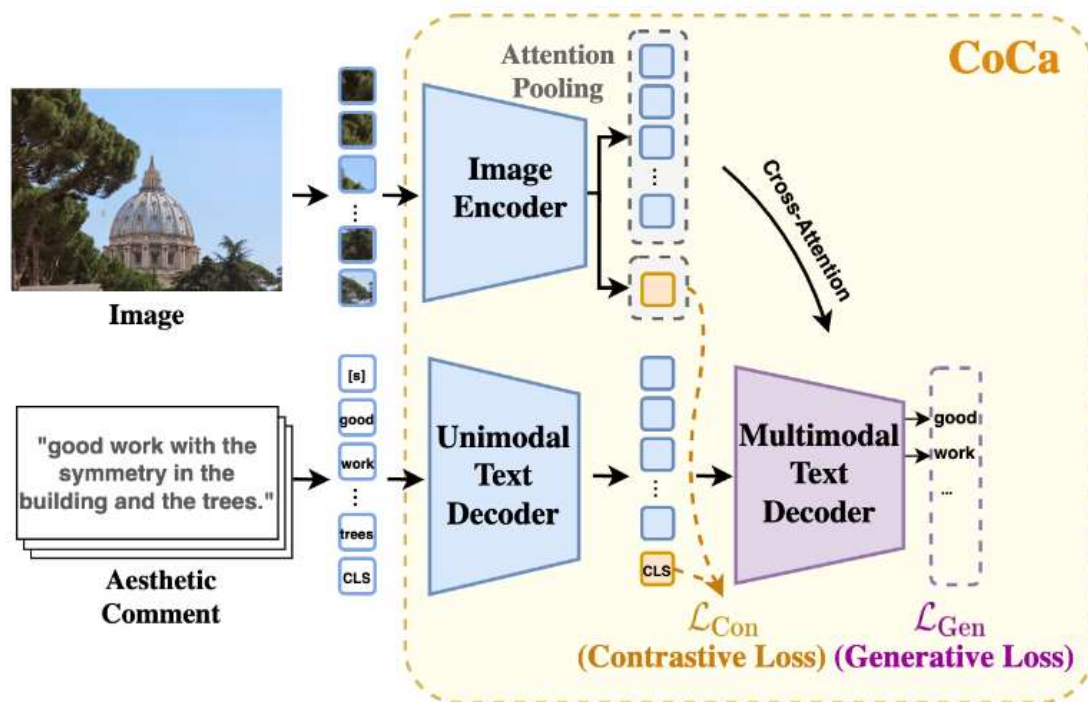 CoCa
Attention
Pooling
Image
Encoder
Cross-Attention
Image
[s]
good
work
trees
CLS
"good work with the
symmetry in the
building and the trees."
Aesthetic
Comment
Unimodal
Text
Decoder
CLS
Multimodal
Text
Decoder
good
work
...
ℒCon
(Contrastive Loss)
ℒGen
(Generative Loss)